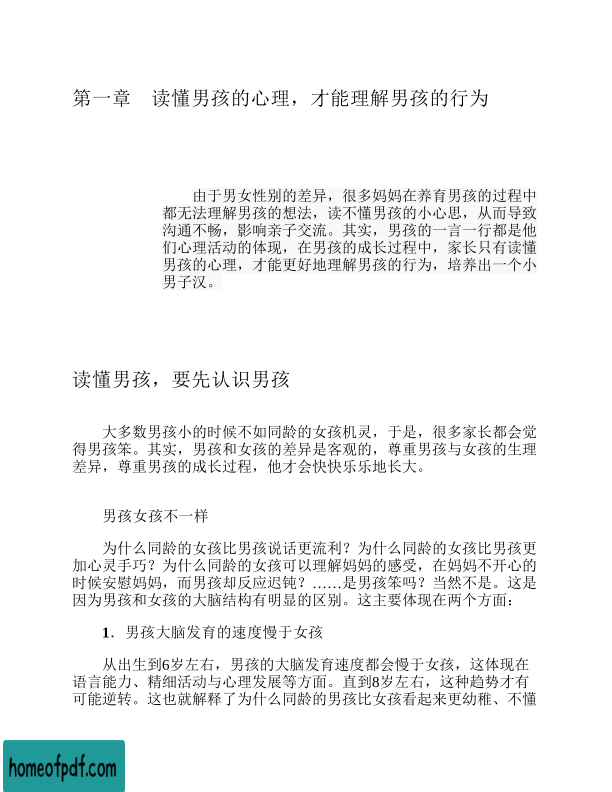 第一章　读懂男孩的心理，才能理解男孩的行为
由于男女性别的差异，很多妈妈在养育男孩的过程中
都无法理解男孩的想法，读不懂男孩的小心思，从而导致
沟通不畅，影响亲子交流。其实，男孩的一言一行都是他
们心理活动的体现，在男孩的成长过程中，家长只有读懂
男孩的心理，才能更好地理解男孩的行为，培养出一个小
男子汉。
读懂男孩，要先认识男孩
大多数男孩小的时候不如同龄的女孩机灵，于是，很多家长都会觉
得男孩笨。其实，男孩和女孩的差异是客观的，尊重男孩与女孩的生理
差异，尊重男孩的成长过程，他才会快快乐乐地长大。
男孩女孩不一样
为什么同龄的女孩比男孩说话更流利？为什么同龄的女孩比男孩更
加心灵手巧？为什么同龄的女孩可以理解妈妈的感受，在妈妈不开心的
时候安慰妈妈，而男孩却反应迟钝？……是男孩笨吗？当然不是。这是
因为男孩和女孩的大脑结构有明显的区别。这主要体现在两个方面：
1．男孩大脑发育的速度慢于女孩
从出生到6岁左右，男孩的大脑发育速度都会慢于女孩，这体现在
语言能力、精细活动与心理发展等方面。直到8岁左右，这种趋势才有
可能逆转。这也就解释了为什么同龄的男孩比女孩看起来更幼稚、不懂
homeofpdf.com